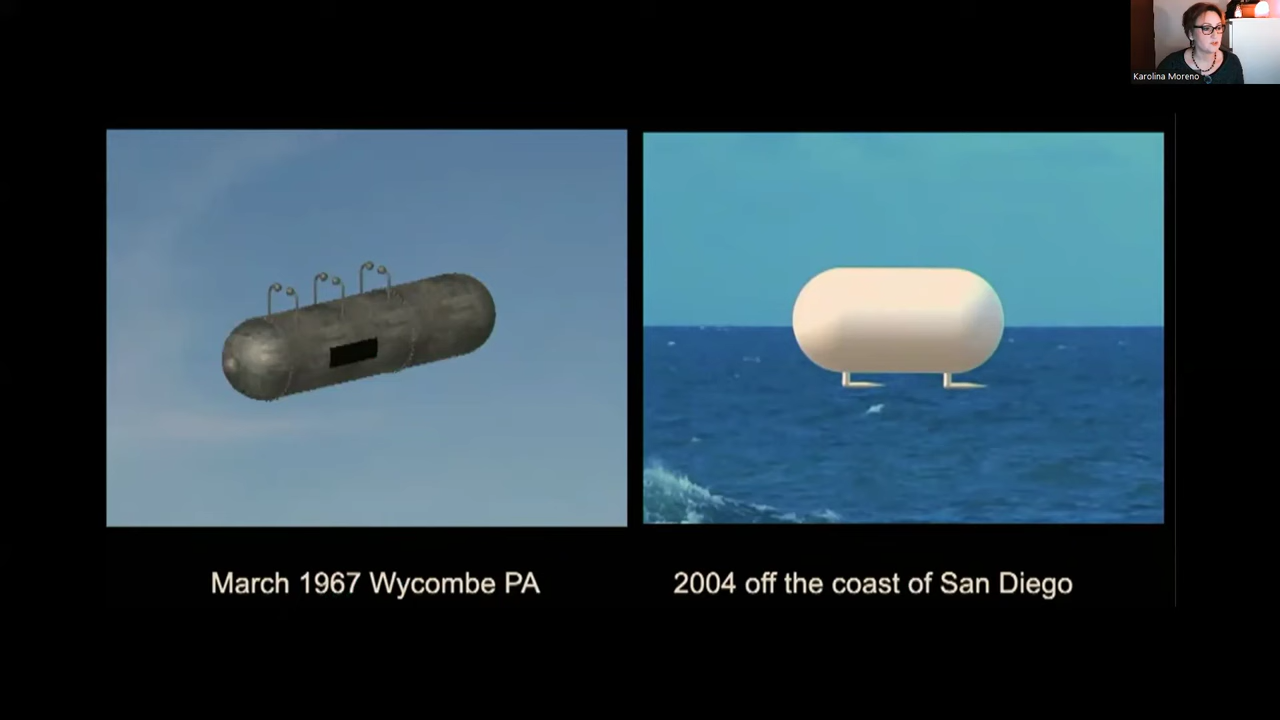 Karolina Moreno
March 1967 Wycombe PA
2004 off the coast of San Diego